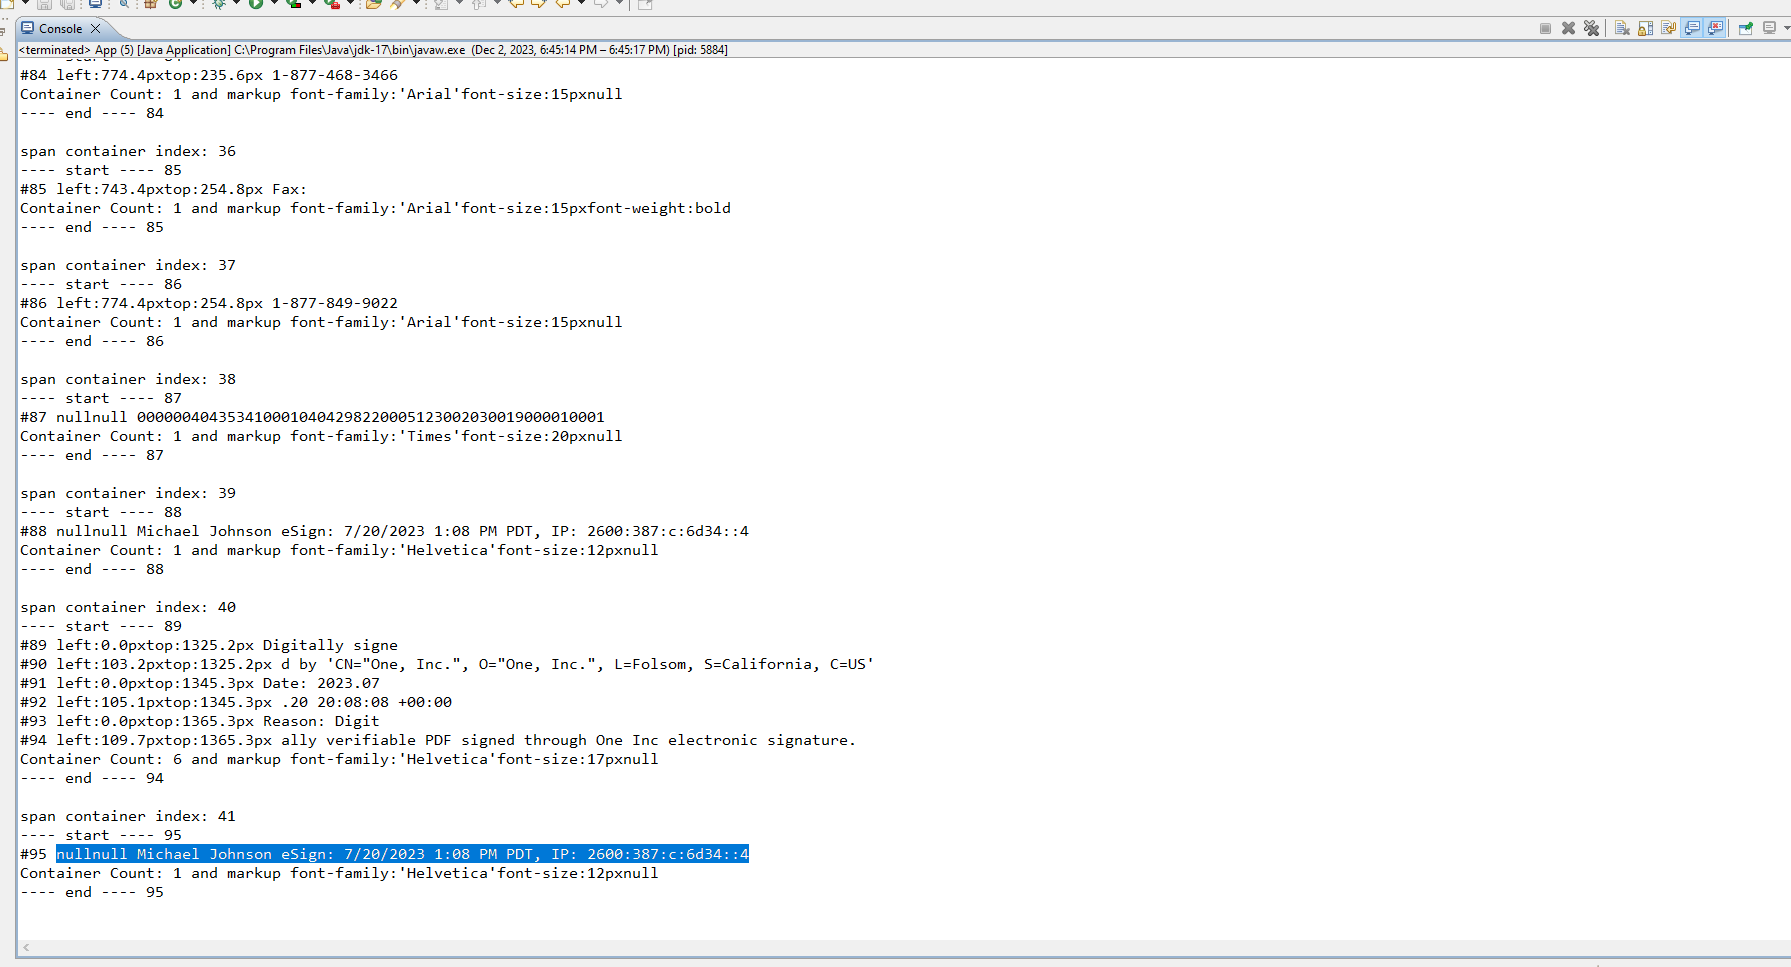 Console
<terminated> App (5) [Java Application] C:\Program Files\Java\jdk-17\bin\javaw.exe (Dec 2, 2023, 6:45:14 PM – 6:45:17 PM) [pid: 5884]
#84 left:774.4pxtop:235.6px 1-877-468-3466
Container Count: 1 and markup font-family:'Arial'font-size:15pxnull
---- end ---- 84
span container index: 36
---- start ---- 85
#85 left:743.4pxtop:254.8px Fax:
Container Count: 1 and markup font-family:'Arial'font-size:15pxfont-weight:bold
---- end ---- 85
span container index: 37
---- start ---- 86
#86 left:774.4pxtop:254.8px 1-877-849-9022
Container Count: 1 and markup font-family:'Arial'font-size:15pxnull
---- end ---- 86
span container index: 38
---- start ---- 87
#87 nullnull 0000004043534100010404298220005123002030019000010001
Container Count: 1 and markup font-family:'Times'font-size:20pxnull
---- end ---- 87
span container index: 39
---- start ---- 88
#88 nullnull Michael Johnson eSign: 7/20/2023 1:08 PM PDT, IP: 2600:387:c:6d34::4
Container Count: 1 and markup font-family:'Helvetica'font-size:12pxnull
---- end ---- 88
span container index: 40
---- start ---- 89
#89 left:0.0pxtop:1325.2px Digitally signe
#90 left:103.2pxtop:1325.2px d by 'CN="One, Inc.", O="One, Inc.", L=Folsom, S=California, C=US'
#91 left:0.0pxtop:1345.3px Date: 2023.07
#92 left:105.1pxtop:1345.3px .20 20:08:08 +00:00
#93 left:0.0pxtop:1365.3px Reason: Digit
#94 left:109.7pxtop:1365.3px ally verifiable PDF signed through One Inc electronic signature.
Container Count: 6 and markup font-family:'Helvetica'font-size:17pxnull
---- end ---- 94
span container index: 41
---- start ---- 95
#95 nullnull Michael Johnson eSign: 7/20/2023 1:08 PM PDT, IP: 2600:387:c:6d34::4
Container Count: 1 and markup font-family:'Helvetica'font-size:12pxnull
---- end ---- 95